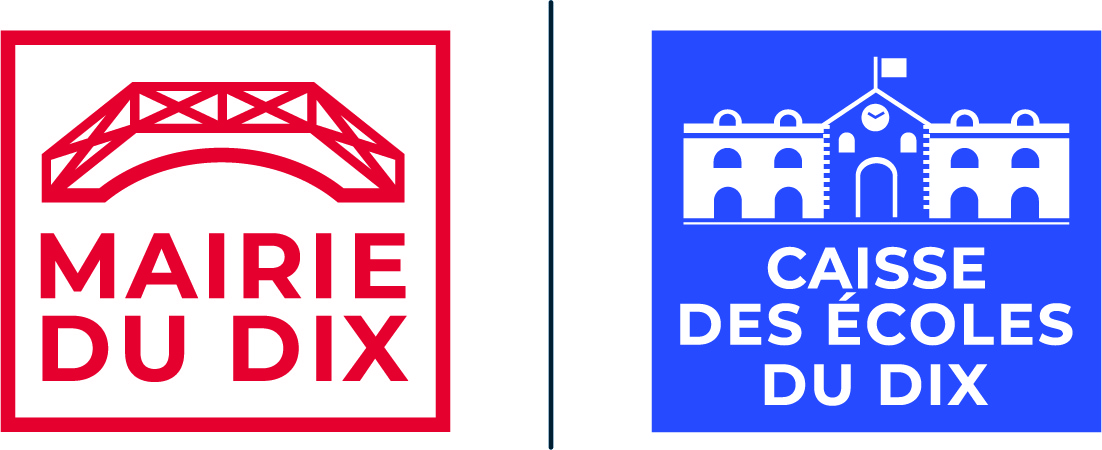 MAIRIE
DU DIX
CAISSE
DES ÉCOLES
DU DIX